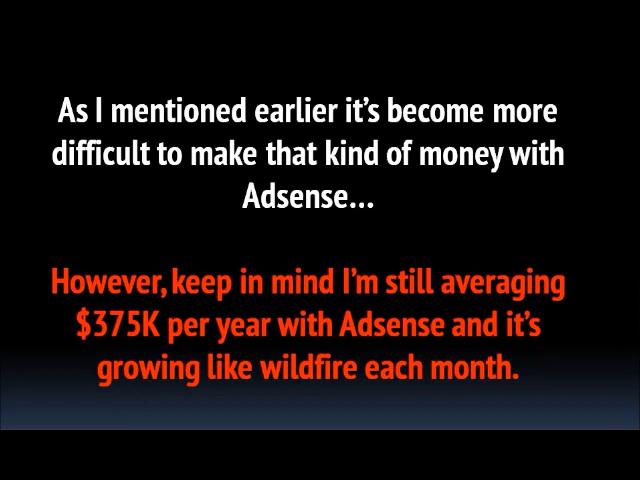 As I mentioned earlier it's become more
difficult to make that kind of money with
Adsense...
However, keep in mind I'm still averaging
$375K per year with Adsense and it's
growing like wildfire each month.